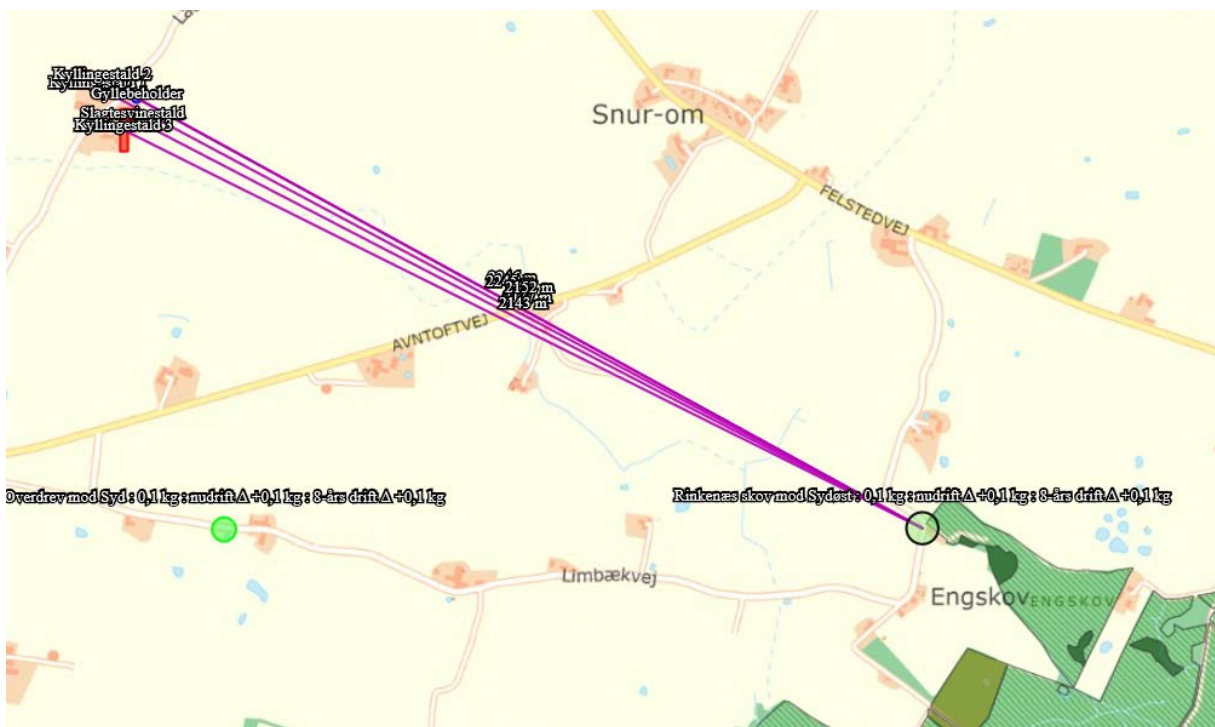 Kyllingestald 2
Gyllebeholder
Slagtesvinestald
Kyllingestald 3
Snur-om
FELSTEDVEJ
2152 m
2143 m
AVNTOFTVEJ
Overdrev mod Syd : 0,1 kg : nudrift Δ +0,1 kg : 8-års drift Δ +0,1 kg
Rinkenæs skov mod Sydøst : 0,1 kg : nudrift Δ +0,1 kg : 8-års drift Δ +0,1 kg
Limbækvej
Engskov
ENGSKOV